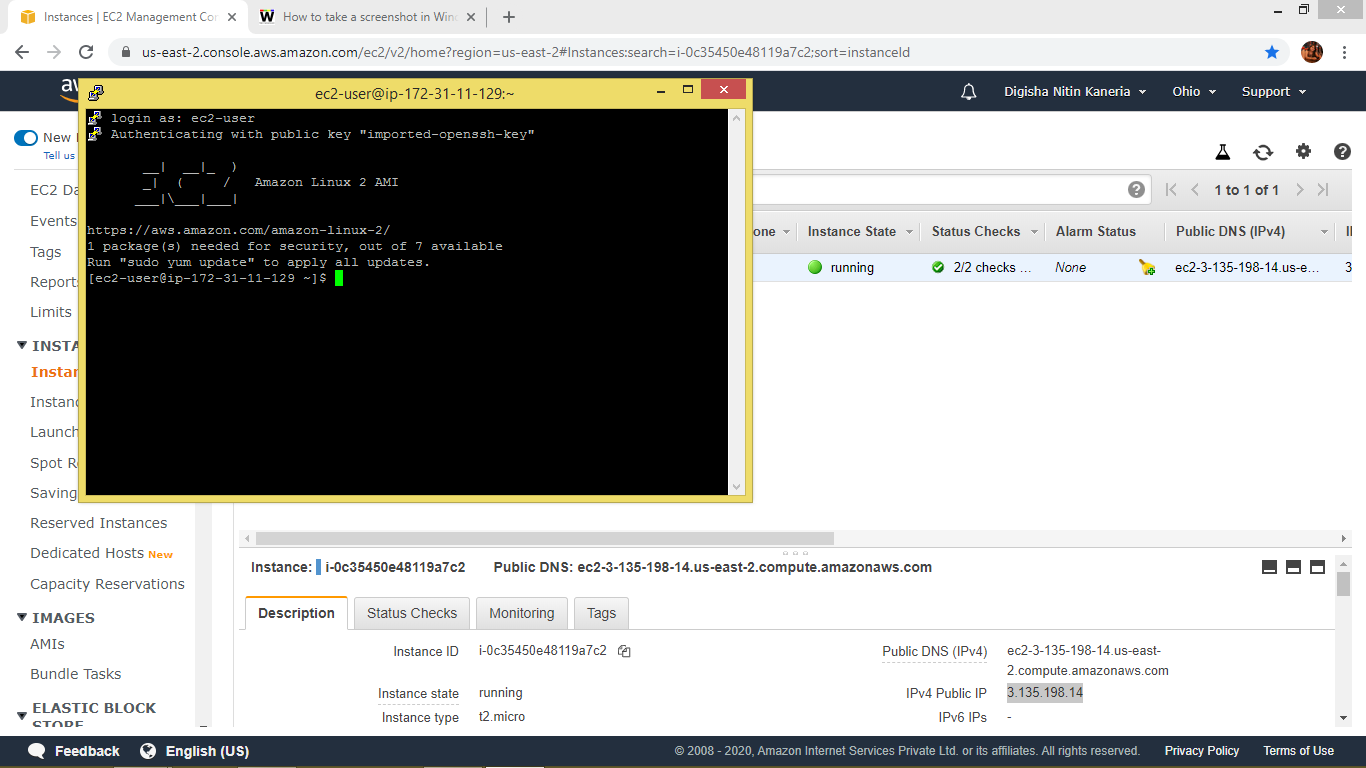 Instances | EC2 Management Con
How to take a screenshot in Wind
us-east-2.console.aws.amazon.com/ec2/v2/home?region=us-east-2#Instances:search=i-0c35450e48119a7c2;sort=instanceId
aw
Digisha Nitin Kaneria
Ohio
Support
ec2-user@ip-172-31-11-129:~
login as: ec2-user
Authenticating with public key "imported-openssh-key"
__|  __|_  )
_|  (     /   Amazon Linux 2 AMI
___|\___|___|
https://aws.amazon.com/amazon-linux-2/
1 package(s) needed for security, out of 7 available
Run "sudo yum update" to apply all updates.
[ec2-user@ip-172-31-11-129 ~]$
New
Tell us
EC2 Da
Events
Tags
Report
Limits
INSTA
Instan
Instanc
Launch
Spot R
Saving
Reserved Instances
Dedicated Hosts New
Capacity Reservations
IMAGES
AMIs
Bundle Tasks
ELASTIC BLOCK
STORE
1 to 1 of 1
one
Instance State
Status Checks
Alarm Status
Public DNS (IPv4)
running
2/2 checks ...
None
ec2-3-135-198-14.us-e...
3
Instance: i-0c35450e48119a7c2
Public DNS: ec2-3-135-198-14.us-east-2.compute.amazonaws.com
Description
Status Checks
Monitoring
Tags
Instance ID
i-0c35450e48119a7c2
Public DNS (IPv4)
ec2-3-135-198-14.us-east-
2.compute.amazonaws.com
Instance state
running
IPv4 Public IP
3.135.198.14
Instance type
t2.micro
IPv6 IPs
-
Feedback
English (US)
© 2008 - 2020, Amazon Internet Services Private Ltd. or its affiliates. All rights reserved.
Privacy Policy
Terms of Use